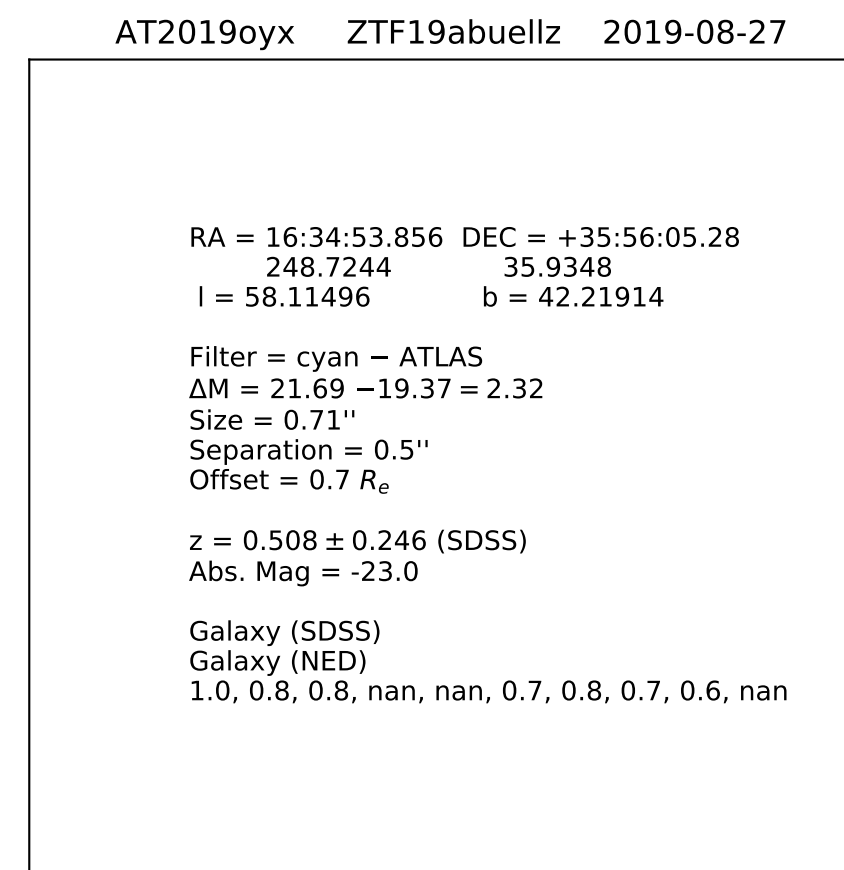 AT2019oyx ZTF19abuellz 2019-08-27
RA = 16:34:53.856 DEC = +35:56:05.28
248.7244 35.9348
l = 58.11496 b = 42.21914
Filter = cyan − ATLAS
ΔM = 21.69 −19.37 = 2.32
Size = 0.71''
Separation = 0.5''
Offset = 0.7 Re
z = 0.508 ± 0.246 (SDSS)
Abs. Mag = -23.0
Galaxy (SDSS)
Galaxy (NED)
1.0, 0.8, 0.8, nan, nan, 0.7, 0.8, 0.7, 0.6, nan